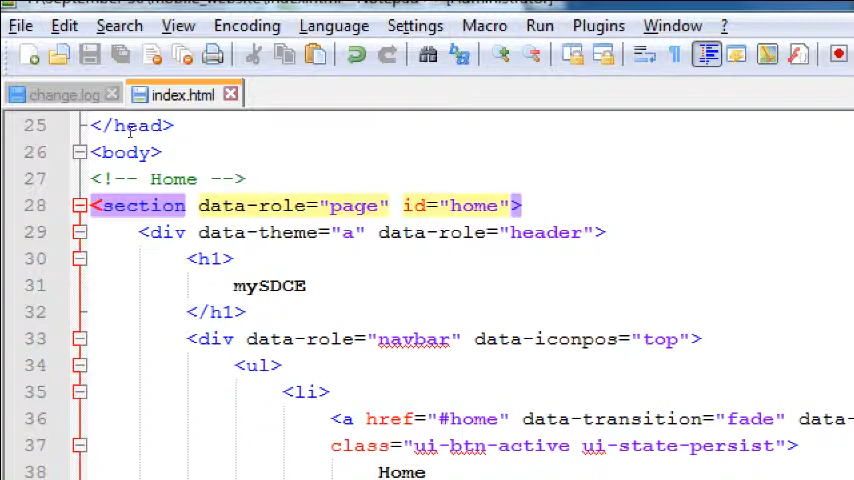 File Edit Search View Encoding Language Settings Macro Run Plugins Window ?
change.log index.html
25 </head>
26 <body>
27 <!-- Home -->
28 <section data-role="page" id="home">
29 <div data-theme="a" data-role="header">
30 <h1>
31 mySDCE
32 </h1>
33 <div data-role="navbar" data-iconpos="top">
34 <ul>
35 <li>
36 <a href="#home" data-transition="fade" data-
37 class="ui-btn-active ui-state-persist">
38 Home